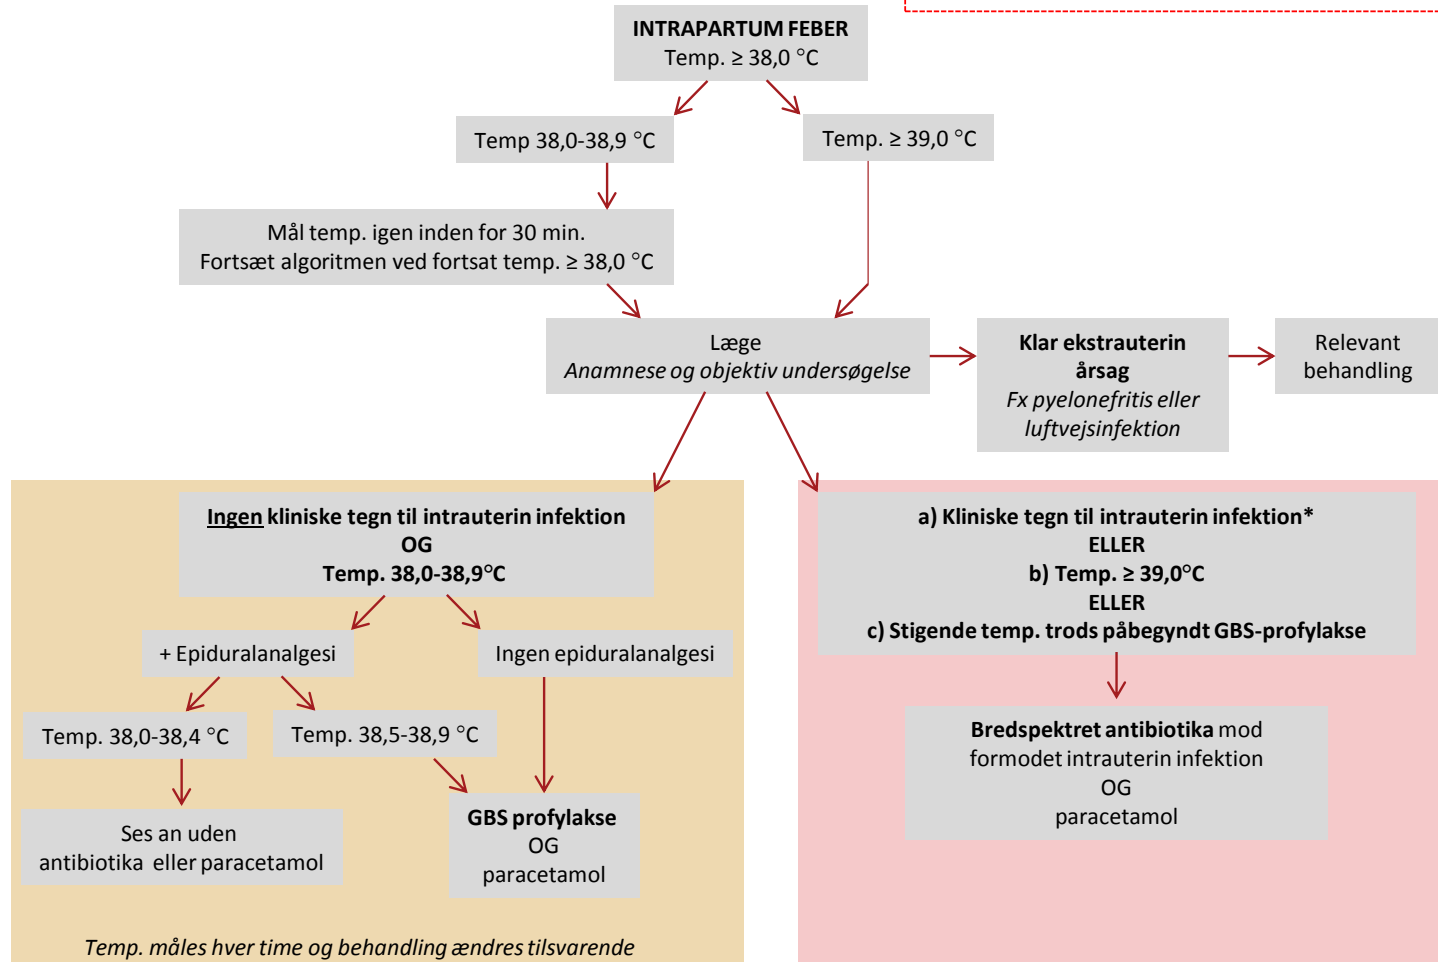 INTRAPARTUM FEBER
Temp. ≥ 38,0 °C
Temp 38,0-38,9 °C
Temp. ≥ 39,0 °C
Mål temp. igen inden for 30 min.
Fortsæt algoritmen ved fortsat temp. ≥ 38,0 °C
Læge
Anamnese og objektiv undersøgelse
Klar ekstrauterin
årsag
Fx pyelonefritis eller
luftvejsinfektion
Relevant
behandling
Ingen kliniske tegn til intrauterin infektion
OG
Temp. 38,0-38,9°C
+ Epiduralanalgesi
Ingen epiduralanalgesi
Temp. 38,0-38,4 °C
Temp. 38,5-38,9 °C
Ses an uden
antibiotika eller paracetamol
GBS profylakse
OG
paracetamol
Temp. måles hver time og behandling ændres tilsvarende
a) Kliniske tegn til intrauterin infektion*
ELLER
b) Temp. ≥ 39,0°C
ELLER
c) Stigende temp. trods påbegyndt GBS-profylakse
Bredspektret antibiotika mod
formodet intrauterin infektion
OG
paracetamol